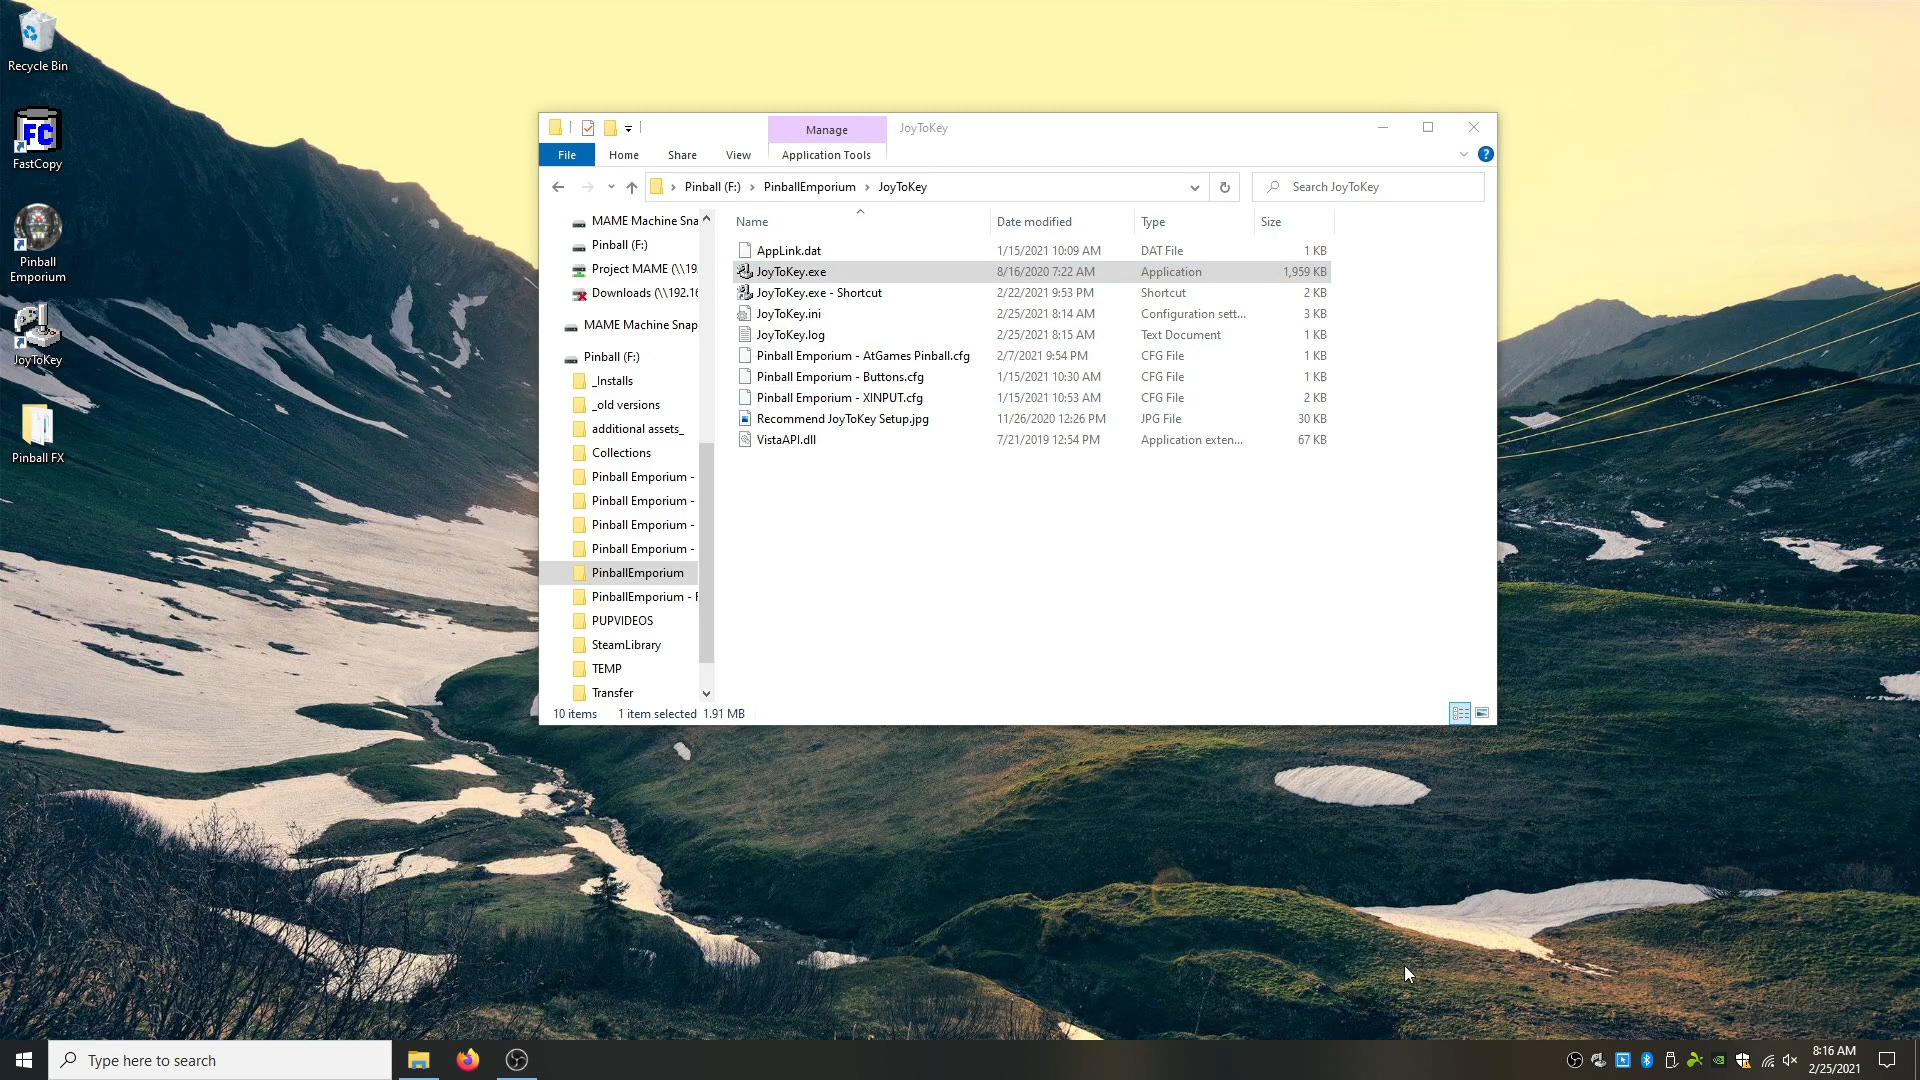 Recycle Bin
FC
FastCopy
Pinball
Emporium
JoyToKey
Pinball FX
Manage
JoyToKey
File
Home
Share
View
Application Tools
?
Pinball (F:) > PinballEmporium > JoyToKey
Search JoyToKey
MAME Machine Sna
Pinball (F:)
Project MAME (\\19
Downloads (\\192.16
MAME Machine Snap
Pinball (F:)
_Installs
_old versions
additional assets_
Collections
Pinball Emporium -
Pinball Emporium -
Pinball Emporium -
Pinball Emporium -
PinballEmporium
PinballEmporium - F
PUPVIDEOS
SteamLibrary
TEMP
Transfer
Name Date modified Type Size
AppLink.dat 1/15/2021 10:09 AM DAT File 1 KB
JoyToKey.exe 8/16/2020 7:22 AM Application 1,959 KB
JoyToKey.exe - Shortcut 2/22/2021 9:53 PM Shortcut 2 KB
JoyToKey.ini 2/25/2021 8:14 AM Configuration sett... 3 KB
JoyToKey.log 2/25/2021 8:15 AM Text Document 1 KB
Pinball Emporium - AtGames Pinball.cfg 2/7/2021 9:54 PM CFG File 1 KB
Pinball Emporium - Buttons.cfg 1/15/2021 10:30 AM CFG File 1 KB
Pinball Emporium - XINPUT.cfg 1/15/2021 10:53 AM CFG File 2 KB
Recommend JoyToKey Setup.jpg 11/26/2020 12:26 PM JPG File 30 KB
VistaAPI.dll 7/21/2019 12:54 PM Application exten... 67 KB
10 items 1 item selected 1.91 MB
Type here to search
8:16 AM
2/25/2021